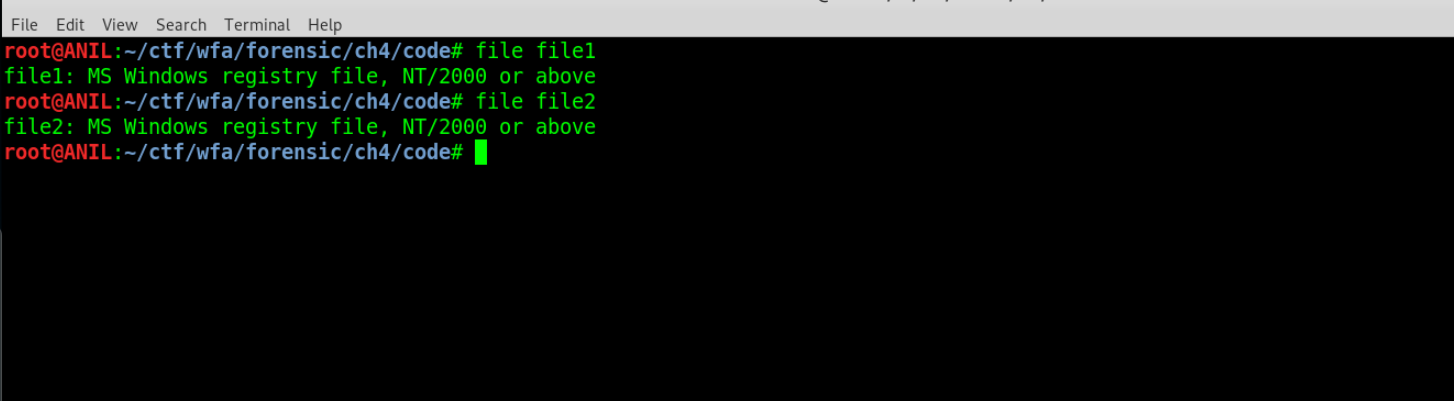 File Edit View Search Terminal Help
root@ANIL:~/ctf/wfa/forensic/ch4/code# file file1
file1: MS Windows registry file, NT/2000 or above
root@ANIL:~/ctf/wfa/forensic/ch4/code# file file2
file2: MS Windows registry file, NT/2000 or above
root@ANIL:~/ctf/wfa/forensic/ch4/code#